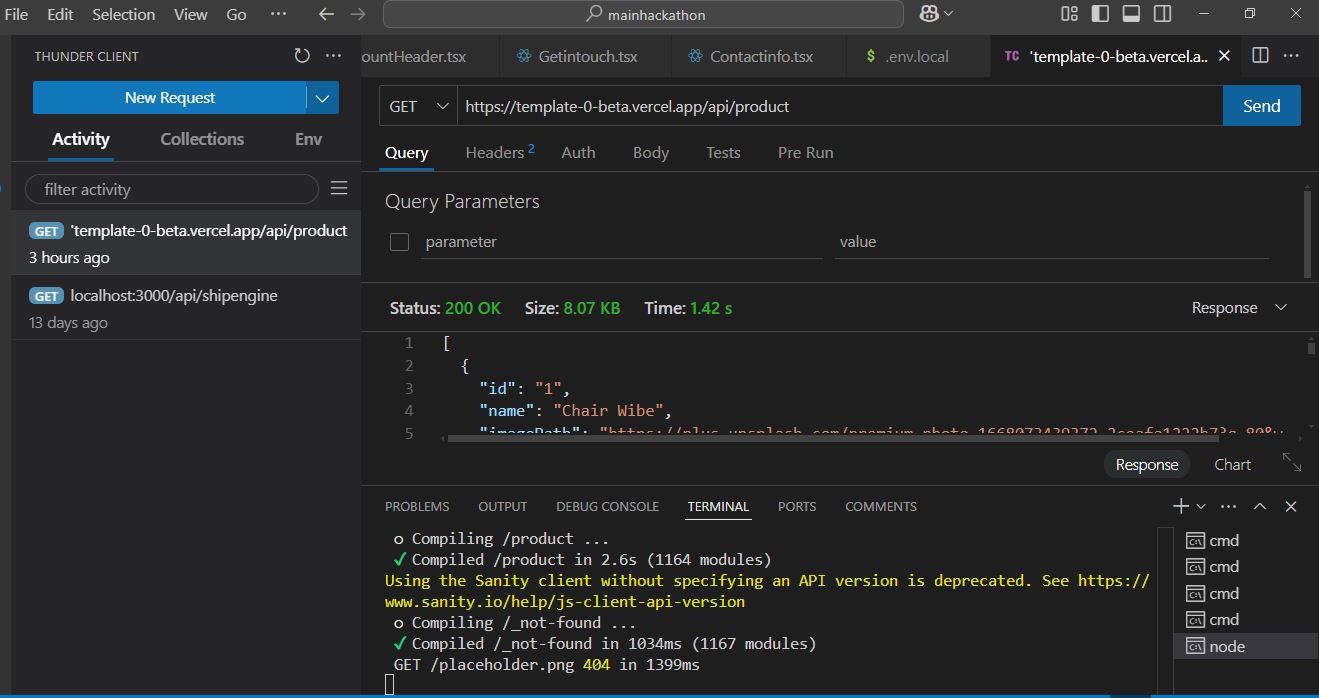 File Edit Selection View Go ··· mainhackathon
THUNDER CLIENT ···
ountHeader.tsx Getintouch.tsx Contactinfo.tsx $ .env.local TC 'template-0-beta.vercel.a.. ···
New Request
GET https://template-0-beta.vercel.app/api/product Send
Activity Collections Env
Query Headers 2 Auth Body Tests Pre Run
filter activity
Query Parameters
GET 'template-0-beta.vercel.app/api/product
3 hours ago
parameter value
GET localhost:3000/api/shipengine
13 days ago
Status: 200 OK Size: 8.07 KB Time: 1.42 s Response
1 [
2 {
3 "id": "1",
4 "name": "Chair Wibe",
5 "imagePath": "https://plus.unsplash.com/premium_photo-
Response Chart
PROBLEMS OUTPUT DEBUG CONSOLE TERMINAL PORTS COMMENTS ···
o Compiling /product ...
✓ Compiled /product in 2.6s (1164 modules)
Using the Sanity client without specifying an API version is deprecated. See https://
www.sanity.io/help/js-client-api-version
o Compiling /_not-found ...
✓ Compiled /_not-found in 1034ms (1167 modules)
GET /placeholder.png 404 in 1399ms
cmd
cmd
cmd
cmd
node